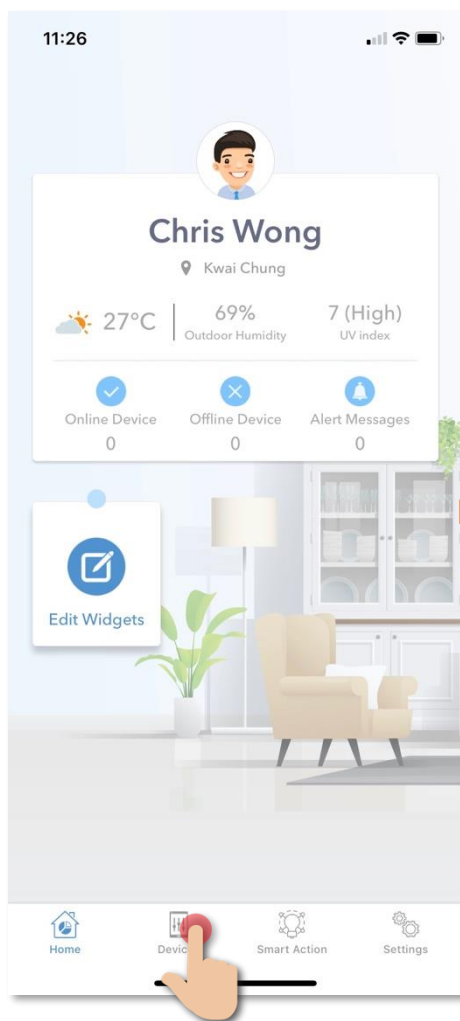 11:26
Chris Wong
Kwai Chung
27°C
69%
Outdoor Humidity
7 (High)
UV index
Online Device
0
Offline Device
0
Alert Messages
0
Edit Widgets
Home
Smart Action
Settings